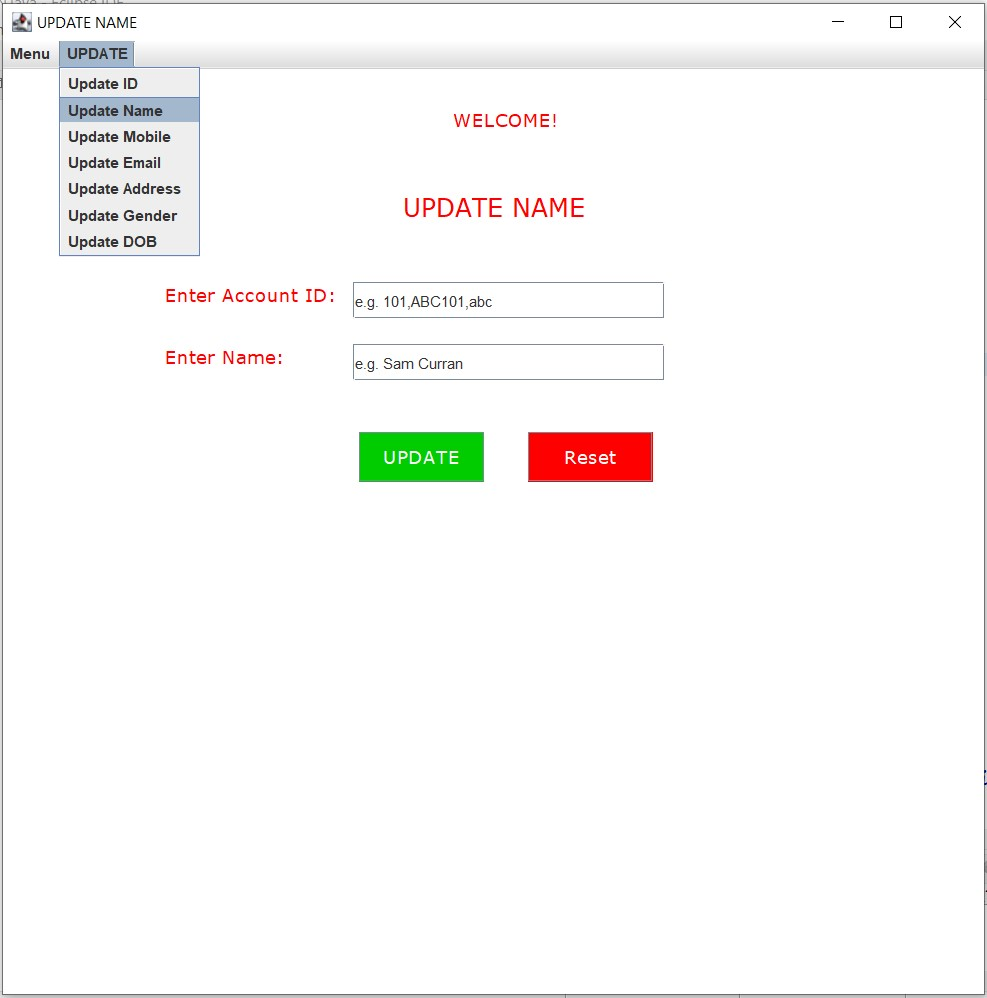 UPDATE NAME
Menu UPDATE
Update ID
Update Name
Update Mobile
Update Email
Update Address
Update Gender
Update DOB
WELCOME!
UPDATE NAME
Enter Account ID: e.g. 101,ABC101,abc
Enter Name: e.g. Sam Curran
UPDATE Reset